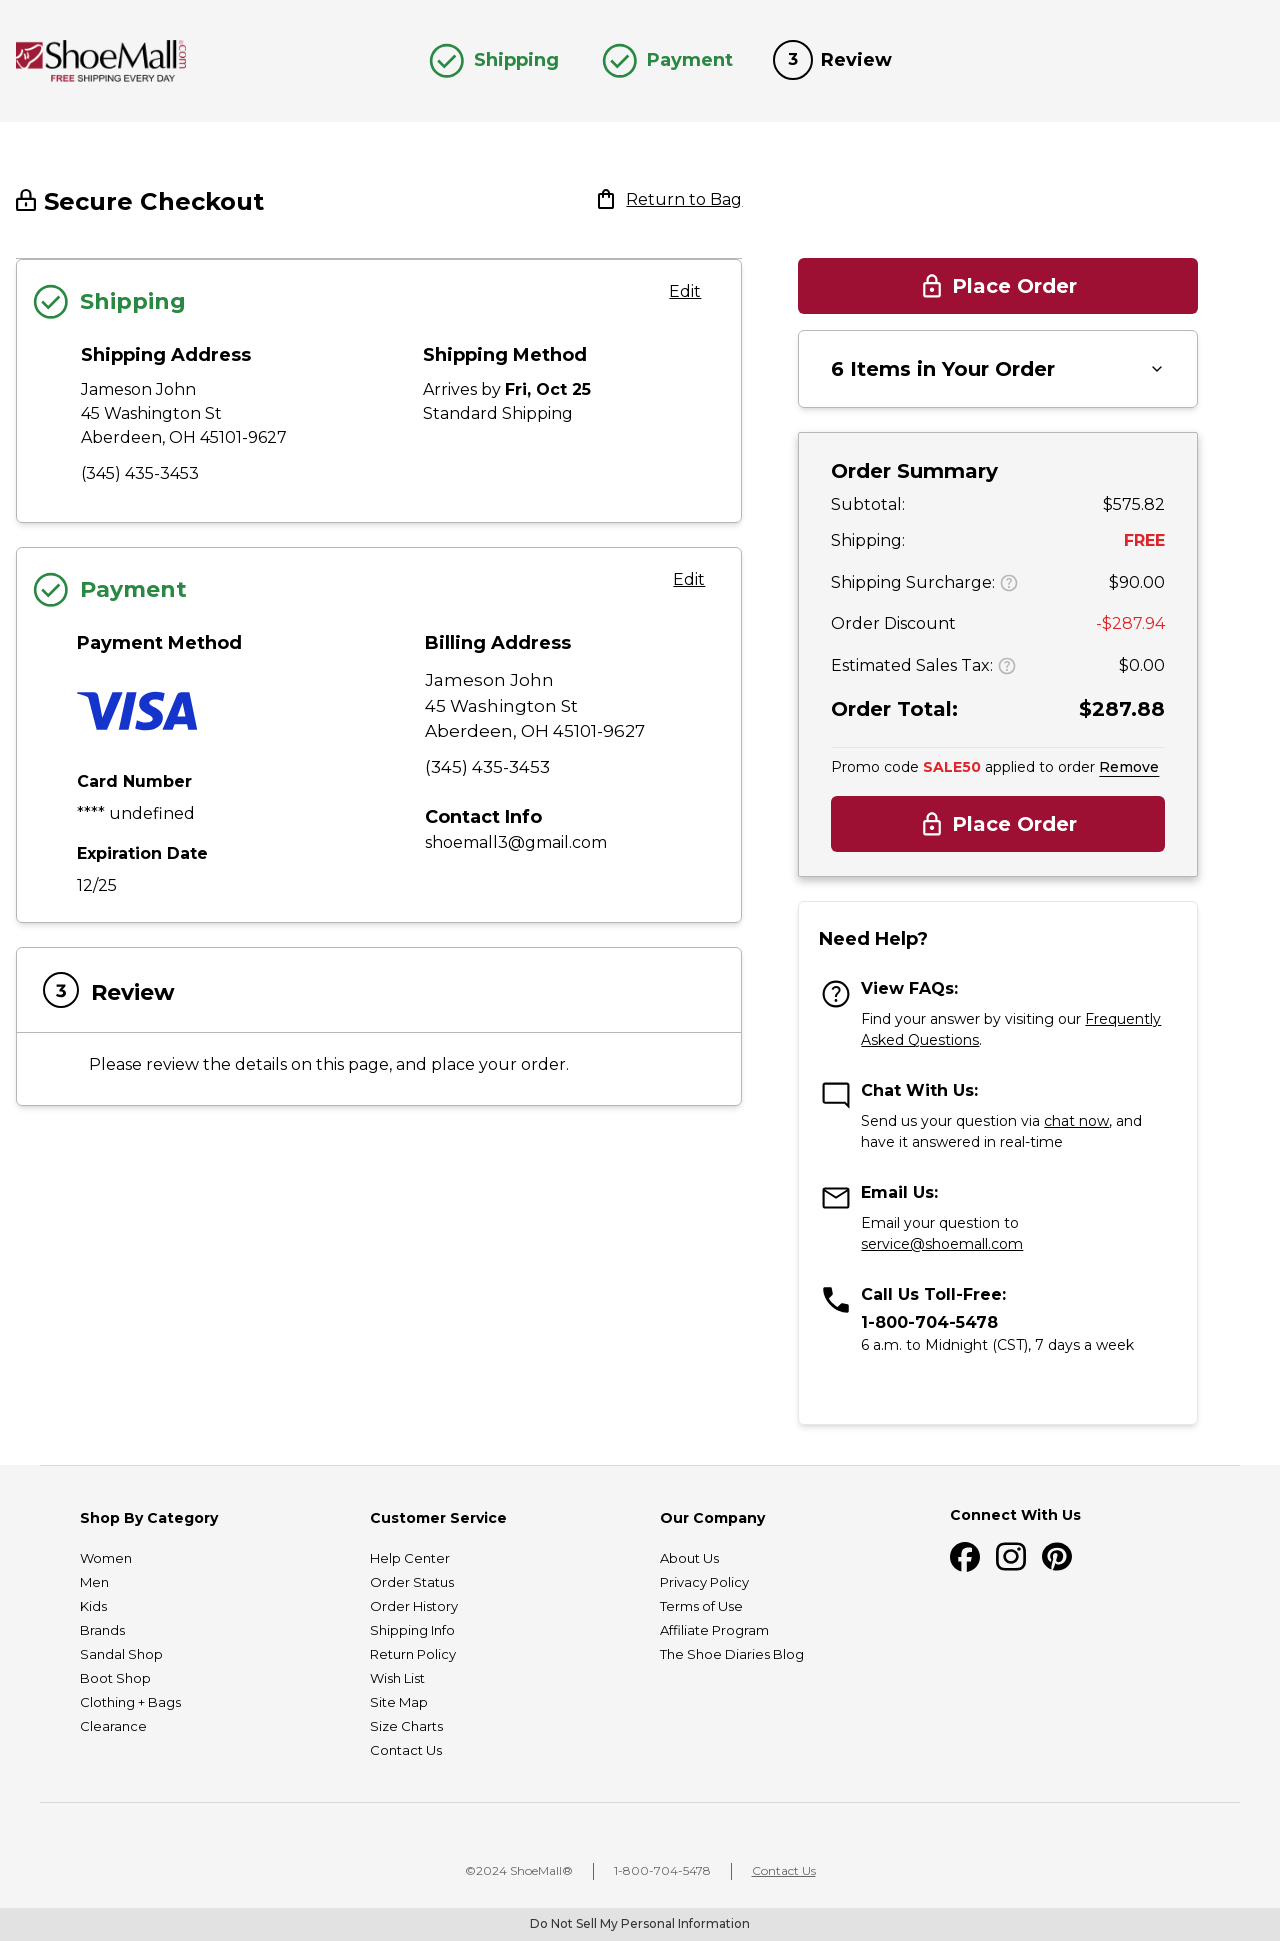 ShoeMall.com
FREE SHIPPING EVERY DAY
Shipping
Payment
3 Review
Secure Checkout
Return to Bag
Shipping
Edit
Shipping Address
Jameson John
45 Washington St
Aberdeen, OH 45101-9627
(345) 435-3453
Shipping Method
Arrives by Fri, Oct 25
Standard Shipping
Payment
Edit
Payment Method
VISA
Card Number
**** undefined
Expiration Date
12/25
Billing Address
Jameson John
45 Washington St
Aberdeen, OH 45101-9627
(345) 435-3453
Contact Info
shoemall3@gmail.com
3 Review
Please review the details on this page, and place your order.
Place Order
6 Items in Your Order
Order Summary
Subtotal: $575.82
Shipping: FREE
Shipping Surcharge: ? $90.00
Order Discount -$287.94
Estimated Sales Tax: ? $0.00
Order Total: $287.88
Promo code SALE50 applied to order Remove
Place Order
Need Help?
View FAQs:
Find your answer by visiting our Frequently
Asked Questions.
Chat With Us:
Send us your question via chat now, and
have it answered in real-time
Email Us:
Email your question to
service@shoemall.com
Call Us Toll-Free:
1-800-704-5478
6 a.m. to Midnight (CST), 7 days a week
Shop By Category
Women
Men
Kids
Brands
Sandal Shop
Boot Shop
Clothing + Bags
Clearance
Customer Service
Help Center
Order Status
Order History
Shipping Info
Return Policy
Wish List
Site Map
Size Charts
Contact Us
Our Company
About Us
Privacy Policy
Terms of Use
Affiliate Program
The Shoe Diaries Blog
Connect With Us
©2024 ShoeMall® | 1-800-704-5478 | Contact Us
Do Not Sell My Personal Information